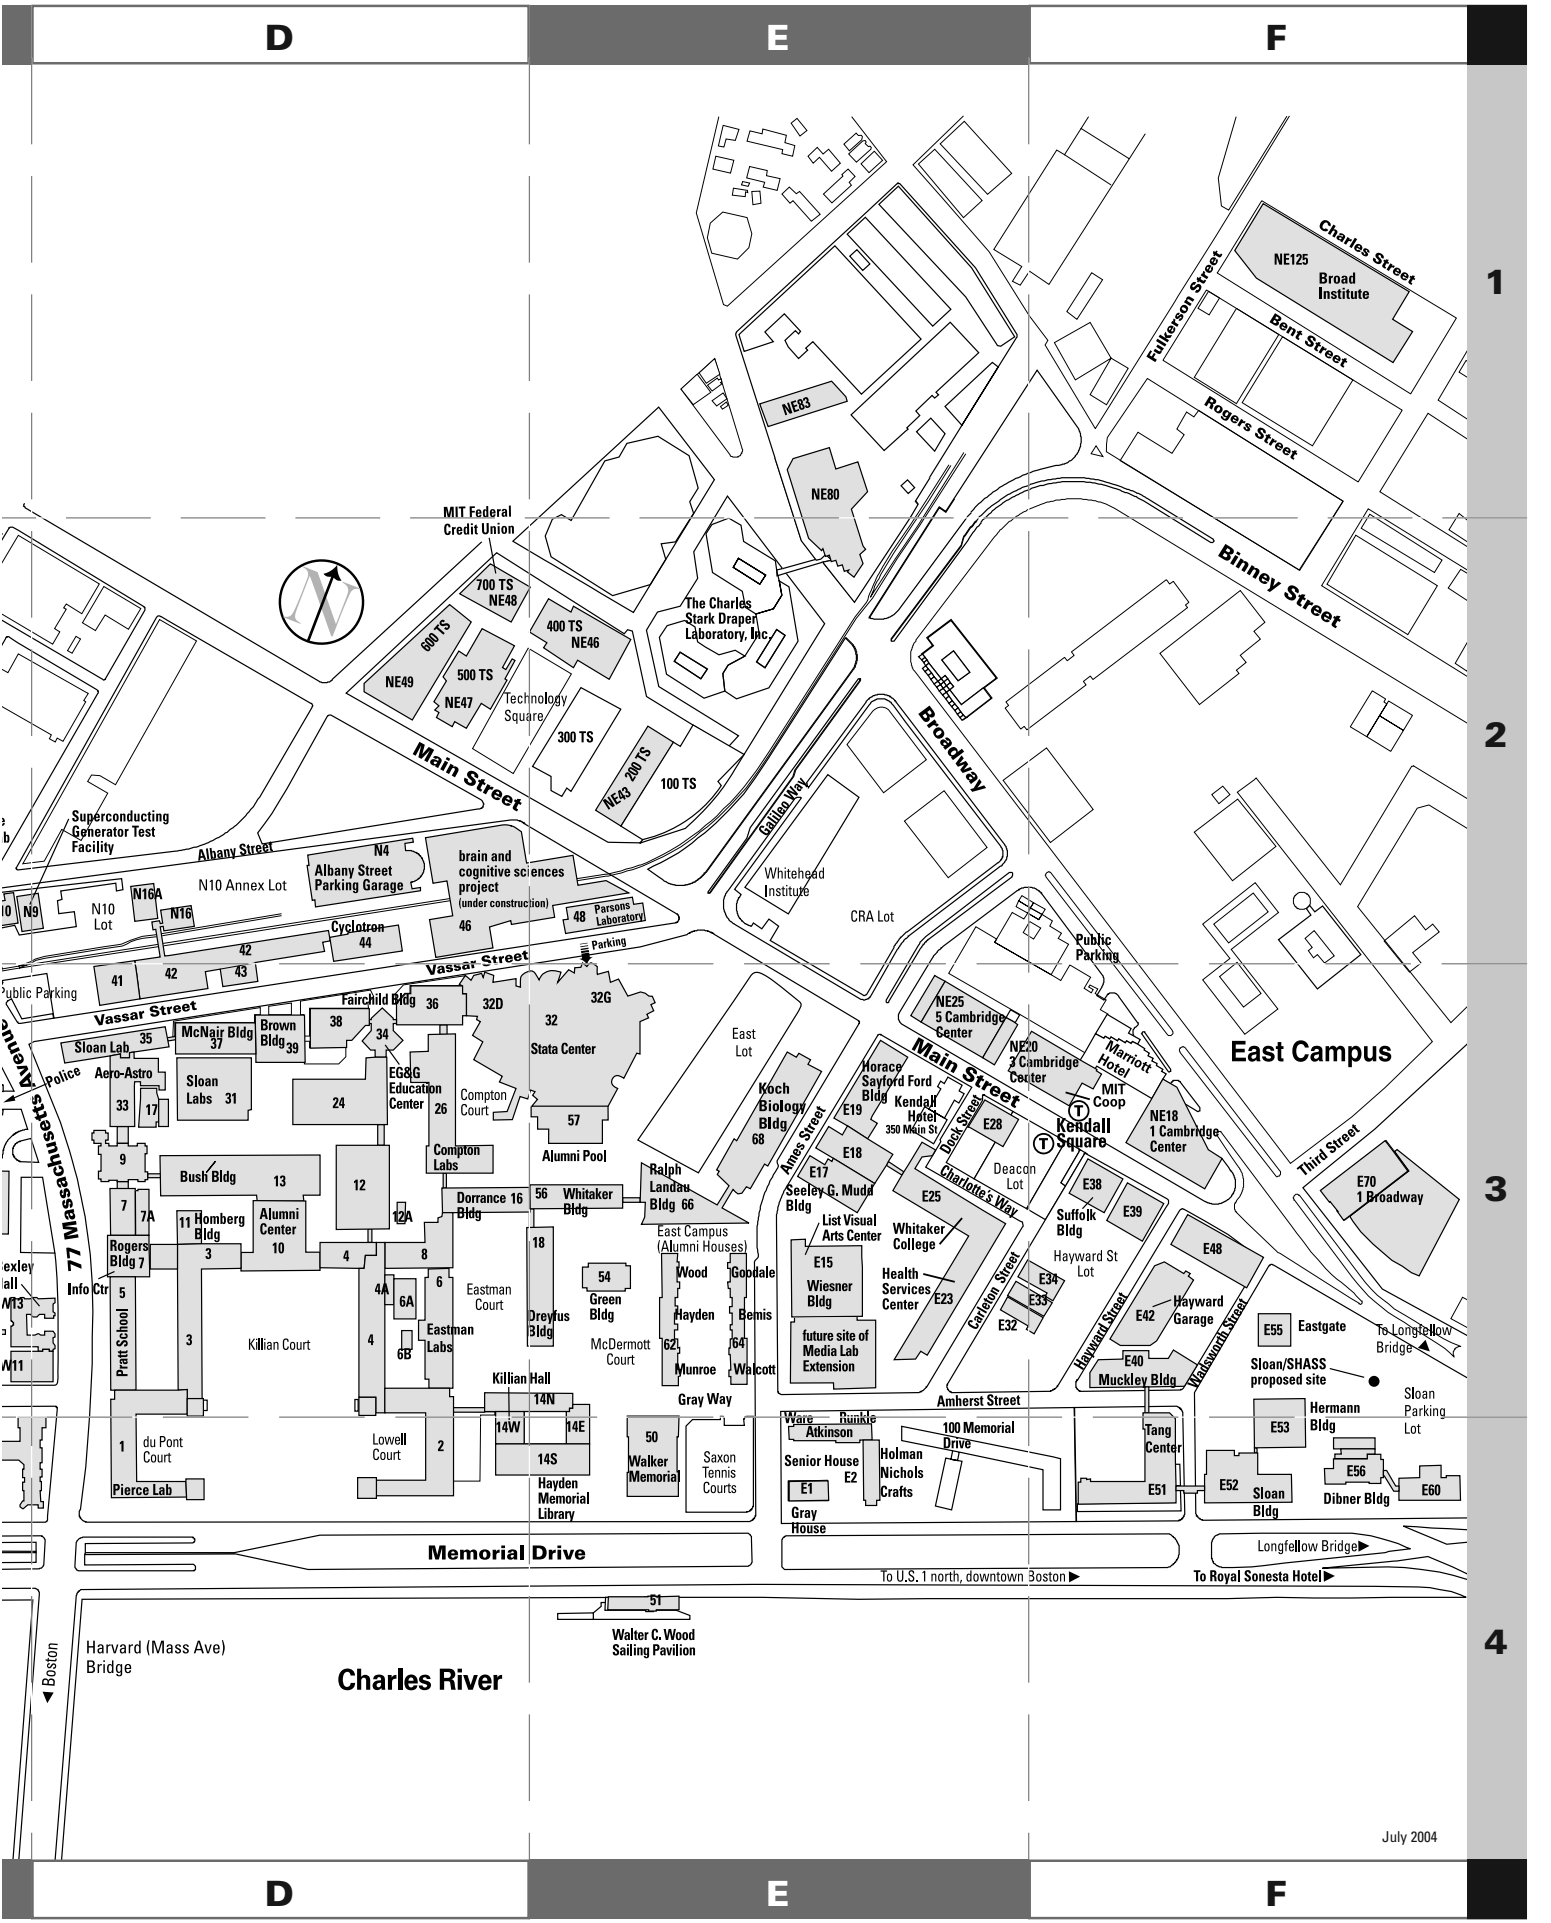 D
E
F
1
2
3
4
NE125
Broad
Institute
Charles Street
Fulkerson Street
Bent Street
Rogers Street
NE83
NE80
MIT Federal
Credit Union
N
700 TS
NE48
600 TS
NE49
500 TS
NE47
400 TS
NE46
Technology
Square
300 TS
200 TS
NE43
100 TS
The Charles
Stark Draper
Laboratory, Inc.
Binney Street
Broadway
Main Street
Galileo Way
Whitehead
Institute
CRA Lot
Superconducting
Generator Test
Facility
Albany Street
N4
Albany Street
Parking Garage
N10 Annex Lot
N10
Lot
N9
N16A
N16
brain and
cognitive sciences
project
(under construction)
46
48
Parsons
Laboratory
Parking
Cyclotron
44
42
42
43
41
Vassar Street
Vassar Street
Public Parking
Public
Parking
Fairchild Bldg
36
32D
32G
32
Stata Center
38
34
McNair Bldg
37
Brown
Bldg
39
35
Sloan Lab
Police
Aero-Astro
Sloan
Labs
31
33
17
24
EG&G
Education
Center
26
Compton
Court
Compton
Labs
57
Alumni Pool
East
Lot
Koch
Biology
Bldg
68
Ames Street
Horace
Sayford Ford
Bldg
E19
Kendall
Hotel
350 Main St
Main Street
Dock Street
NE25
5 Cambridge
Center
NE20
3 Cambridge
Center
Marriott
Hotel
MIT
Coop
T
T
Kendall
Square
NE18
1 Cambridge
Center
East Campus
Third Street
E70
1 Broadway
E28
E18
E17
Seeley G. Mudd
Bldg
Charlotte's Way
Deacon
Lot
E25
E38
Suffolk
Bldg
E39
E48
77 Massachusetts Avenue
9
Bush Bldg
13
12
12A
7
7A
11
Homberg
Bldg
Alumni
Center
10
Rogers
Bldg
7
Info Ctr
3
4
8
Dorrance
Bldg
16
56
Whitaker
Bldg
Ralph
Landau
Bldg
66
18
Dreyfus
Bldg
54
Green
Bldg
McDermott
Court
East Campus
(Alumni Houses)
Wood
Goodale
Hayden
Bemis
62
64
Munroe
Walcott
Gray Way
List Visual
Arts Center
Whitaker
College
E15
Wiesner
Bldg
Health
Services
Center
E23
Hayward St
Lot
E34
E33
E32
Carleton Street
Hayward Street
Wadsworth Street
E42
Hayward
Garage
E40
Muckley Bldg
E55
Eastgate
To Longfellow
Bridge
Sloan/SHASS
proposed site
Sloan
Parking
Lot
future site of
Media Lab
Extension
5
Pratt School
3
Killian Court
4A
4
6A
6
6B
Eastman
Labs
Eastman
Court
W13
W11
Killian Hall
14N
14W
14E
14S
Hayden
Memorial
Library
1
du Pont
Court
Pierce Lab
Lowell
Court
2
50
Walker
Memorial
Saxon
Tennis
Courts
Amherst Street
Ware
Runkle
Atkinson
Senior House
E2
Holman
Nichols
Crafts
E1
Gray
House
100 Memorial
Drive
Tang
Center
E51
E52
Sloan
Bldg
E53
Hermann
Bldg
E56
Dibner Bldg
E60
Memorial Drive
Longfellow Bridge
To U.S. 1 north, downtown Boston
To Royal Sonesta Hotel
51
Walter C. Wood
Sailing Pavilion
Harvard (Mass Ave)
Bridge
Boston
Charles River
July 2004
D
E
F